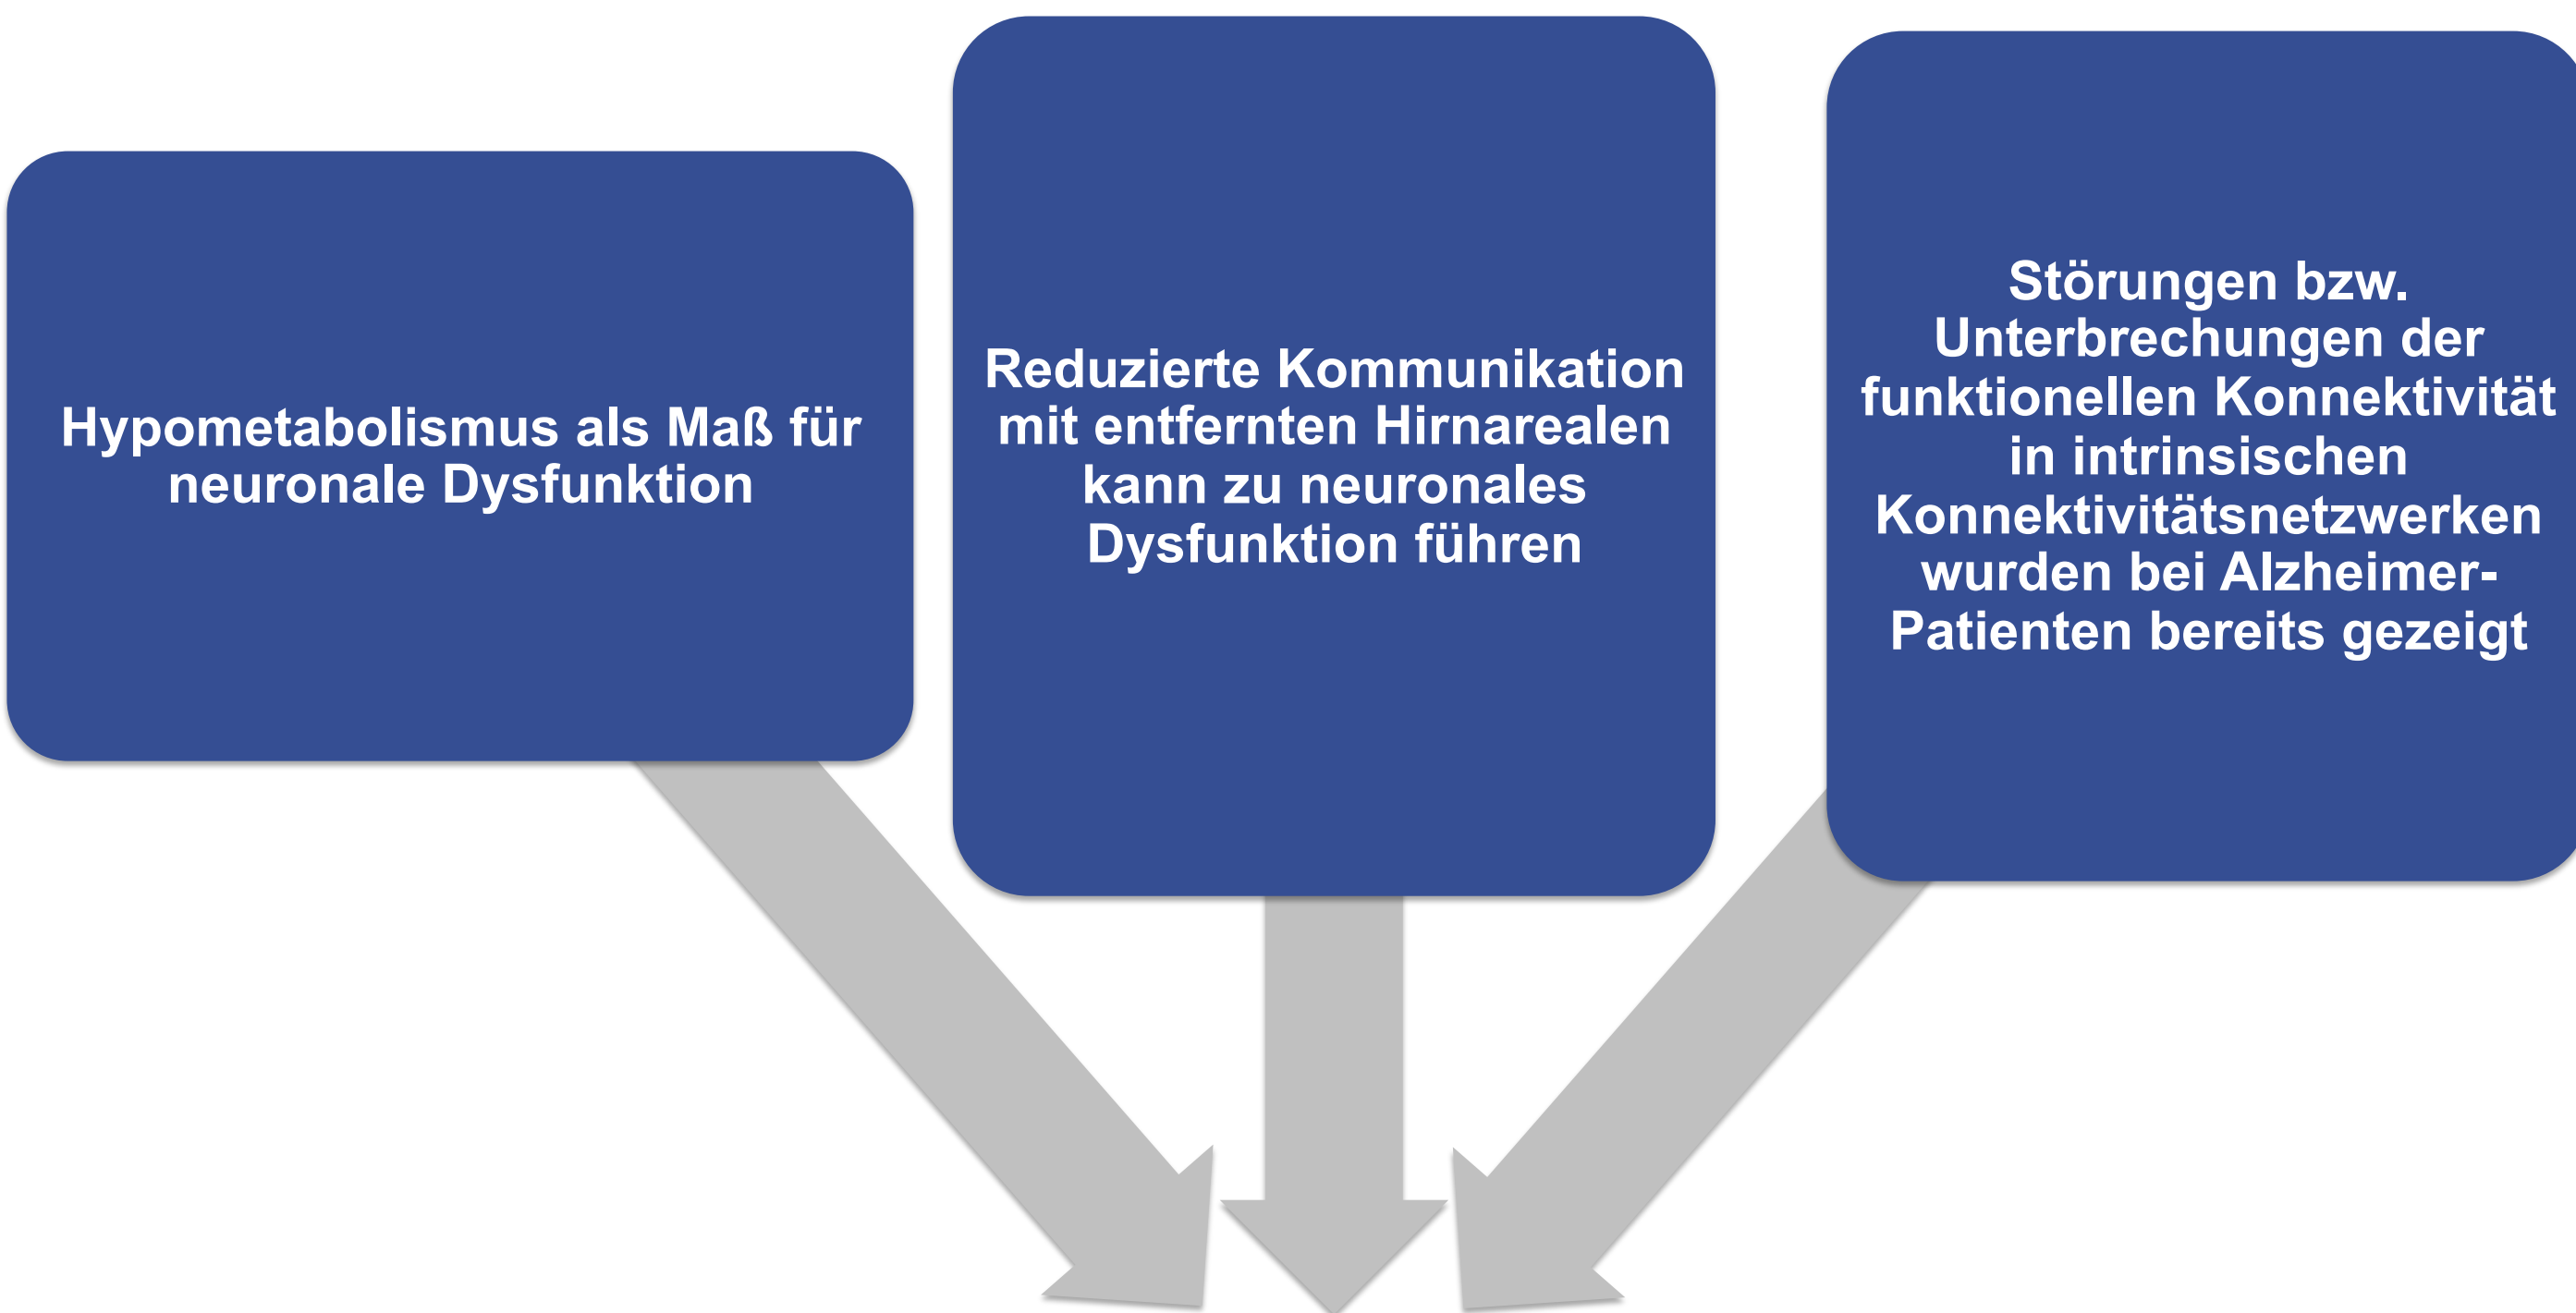 Hypometabolismus als Maß für
neuronale Dysfunktion
Reduzierte Kommunikation
mit entfernten Hirnarealen
kann zu neuronales
Dysfunktion führen
Störungen bzw.
Unterbrechungen der
funktionellen Konnektivität
in intrinsischen
Konnektivitätsnetzwerken
wurden bei Alzheimer-
Patienten bereits gezeigt